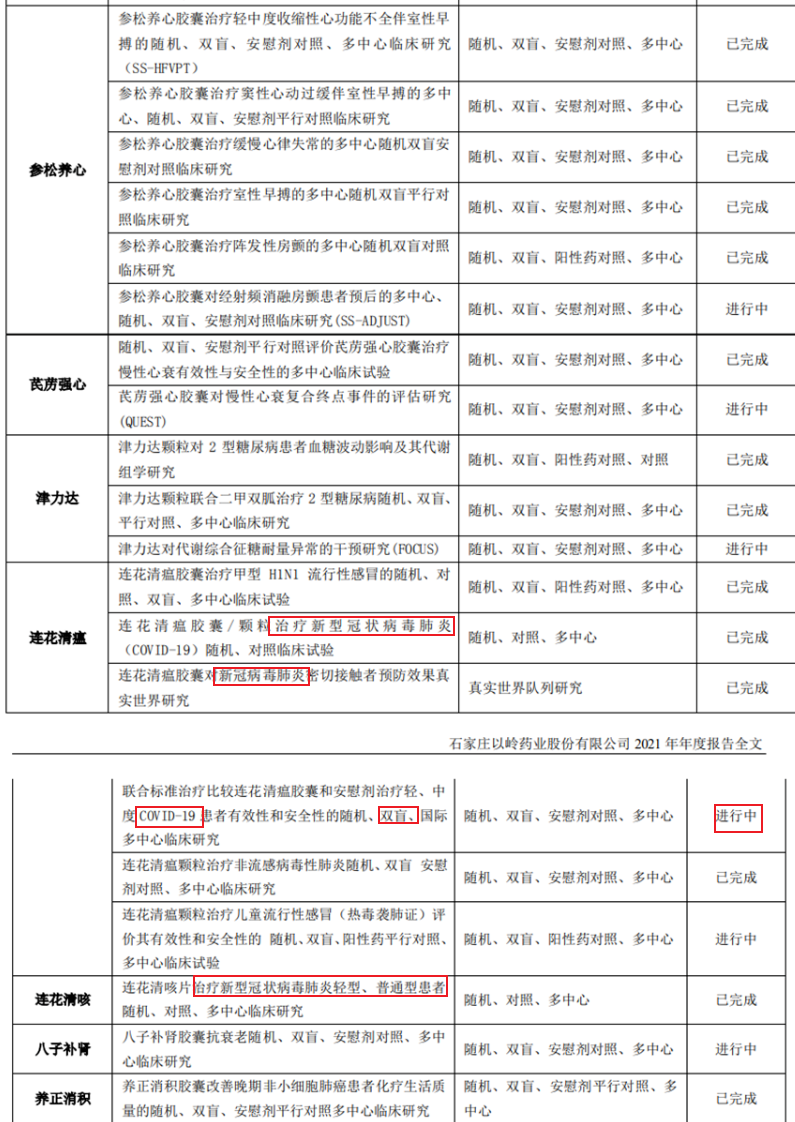 参松养心胶囊治疗轻中度收缩性心功能不全伴室性早
搏的随机、双盲、安慰剂对照、多中心临床研究
（SS-HFVPT）
随机、双盲、安慰剂对照、多中心
已完成
参松养心胶囊治疗窦性心动过缓伴室性早搏的多中
心、随机、双盲、安慰剂平行对照临床研究
随机、双盲、安慰剂对照、多中心
已完成
参松养心
参松养心胶囊治疗缓慢心律失常的多中心随机双盲安
慰剂对照临床研究
随机、双盲、安慰剂对照、多中心
已完成
参松养心胶囊治疗室性早搏的多中心随机双盲平行对
照临床研究
随机、双盲、安慰剂对照、多中心
已完成
参松养心胶囊治疗阵发性房颤的多中心随机双盲对照
临床研究
随机、双盲、阳性药对照、多中心
已完成
参松养心胶囊对经射频消融房颤患者预后的多中心、
随机、双盲、安慰剂对照临床研究(SS-ADJUST)
随机、双盲、安慰剂对照、多中心
进行中
芪苈强心
随机、双盲、安慰剂平行对照评价芪苈强心胶囊治疗
慢性心衰有效性与安全性的多中心临床试验
随机、双盲、安慰剂对照、多中心
已完成
芪苈强心胶囊对慢性心衰复合终点事件的评估研究
(QUEST)
随机、双盲、安慰剂对照、多中心
进行中
津力达
津力达颗粒对 2 型糖尿病患者血糖波动影响及其代谢
组学研究
随机、双盲、阳性药对照、对照
已完成
津力达颗粒联合二甲双胍治疗 2 型糖尿病随机、双盲、
平行对照、多中心临床研究
随机、双盲、安慰剂对照、多中心
已完成
津力达对代谢综合征糖耐量异常的干预研究(FOCUS)
随机、双盲、安慰剂对照、多中心
进行中
连花清瘟
连花清瘟胶囊治疗甲型 H1N1 流行性感冒的随机、对
照、双盲、多中心临床试验
随机、双盲、阳性药对照、多中心
已完成
连花清瘟胶囊/颗粒治疗新型冠状病毒肺炎
（COVID-19）随机、对照临床试验
随机、对照、多中心
已完成
连花清瘟胶囊对新冠病毒肺炎密切接触者预防效果真
实世界研究
真实世界队列研究
已完成
石家庄以岭药业股份有限公司 2021 年年度报告全文
联合标准治疗比较连花清瘟胶囊和安慰剂治疗轻、中
度 COVID-19 患者有效性和安全性的随机、双盲、国际
多中心临床研究
随机、双盲、安慰剂对照、多中心
进行中
连花清瘟颗粒治疗非流感病毒性肺炎随机、双盲 安慰
剂对照、多中心临床研究
随机、双盲、安慰剂对照、多中心
已完成
连花清瘟颗粒治疗儿童流行性感冒（热毒袭肺证）评
价其有效性和安全性的 随机、双盲、阳性药平行对照、
多中心临床试验
随机、双盲、阳性药对照、多中心
进行中
连花清咳
连花清咳片治疗新型冠状病毒肺炎轻型、普通型患者
随机、对照、多中心临床研究
随机、对照、多中心
已完成
八子补肾
八子补肾胶囊抗衰老随机、双盲、安慰剂对照、多中
心临床研究
随机、双盲、安慰剂对照、多中心
进行中
养正消积
养正消积胶囊改善晚期非小细胞肺癌患者化疗生活质
量的随机、双盲、安慰剂平行对照多中心临床研究
随机、双盲、安慰剂平行对照、多
中心
已完成